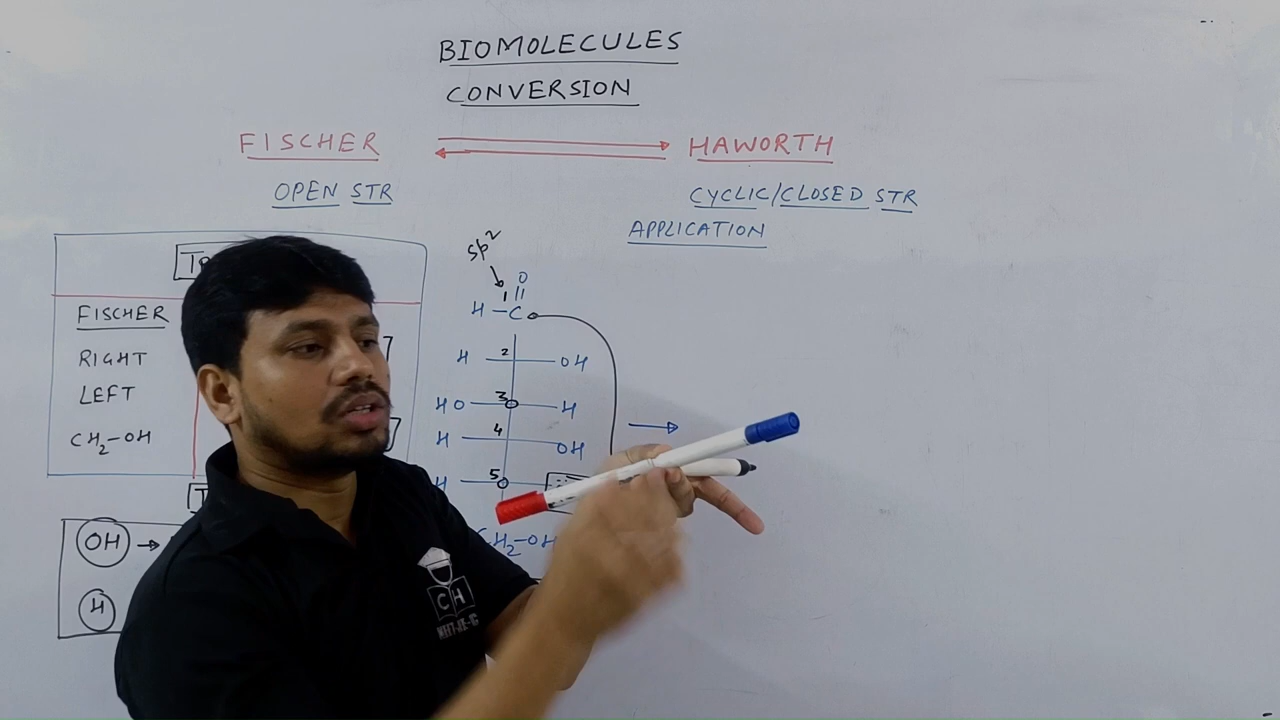 BIOMOLECULES
CONVERSION
FISCHER HAWORTH
OPEN STR CYCLIC/CLOSED STR
APPLICATION
FISCHER
RIGHT
LEFT
CH2-OH
OH →
H
sp2
O
1
H - C
H 2 OH
HO 3 H
H 4 OH
H 5
CH2-OH
C H